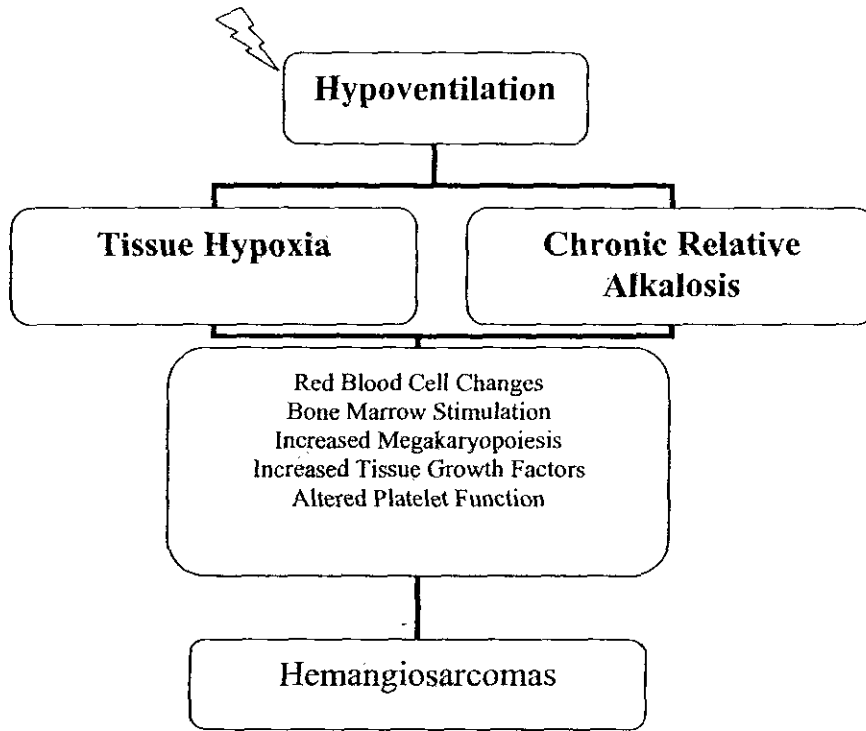 Hypoventilation
Tissue Hypoxia
Chronic Relative
Alkalosis
Red Blood Cell Changes
Bone Marrow Stimulation
Increased Megakaryopoiesis
Increased Tissue Growth Factors
Altered Platelet Function
Hemangiosarcomas